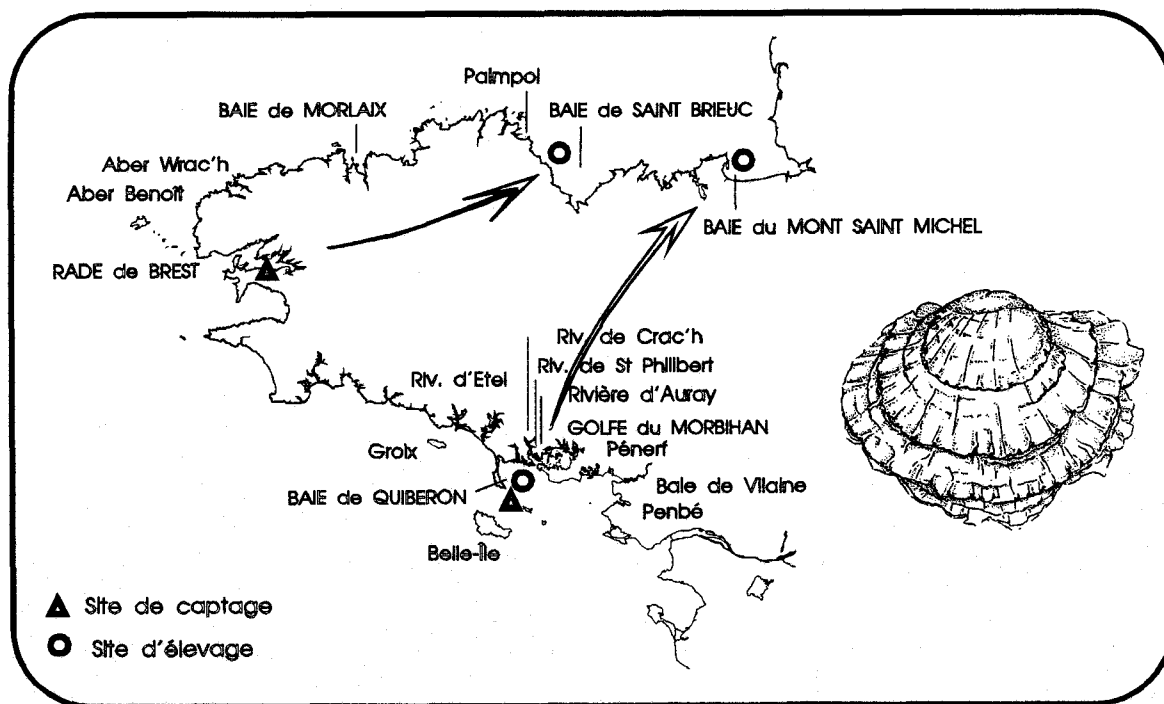 Paimpol
BAIE de MORLAIX
BAIE de SAINT BRIEUC
Aber Wrac'h
Aber Benoît
BAIE du MONT SAINT MICHEL
RADE de BREST
Riv. de Crac'h
Riv. de St Philibert
Riv. d'Etel
Rivière d'Auray
GOLFE du MORBIHAN
Groix
Pénerf
BAIE de QUIBERON
Baie de Vilaine
Penbé
Belle-Île
Site de captage
Site d'élevage